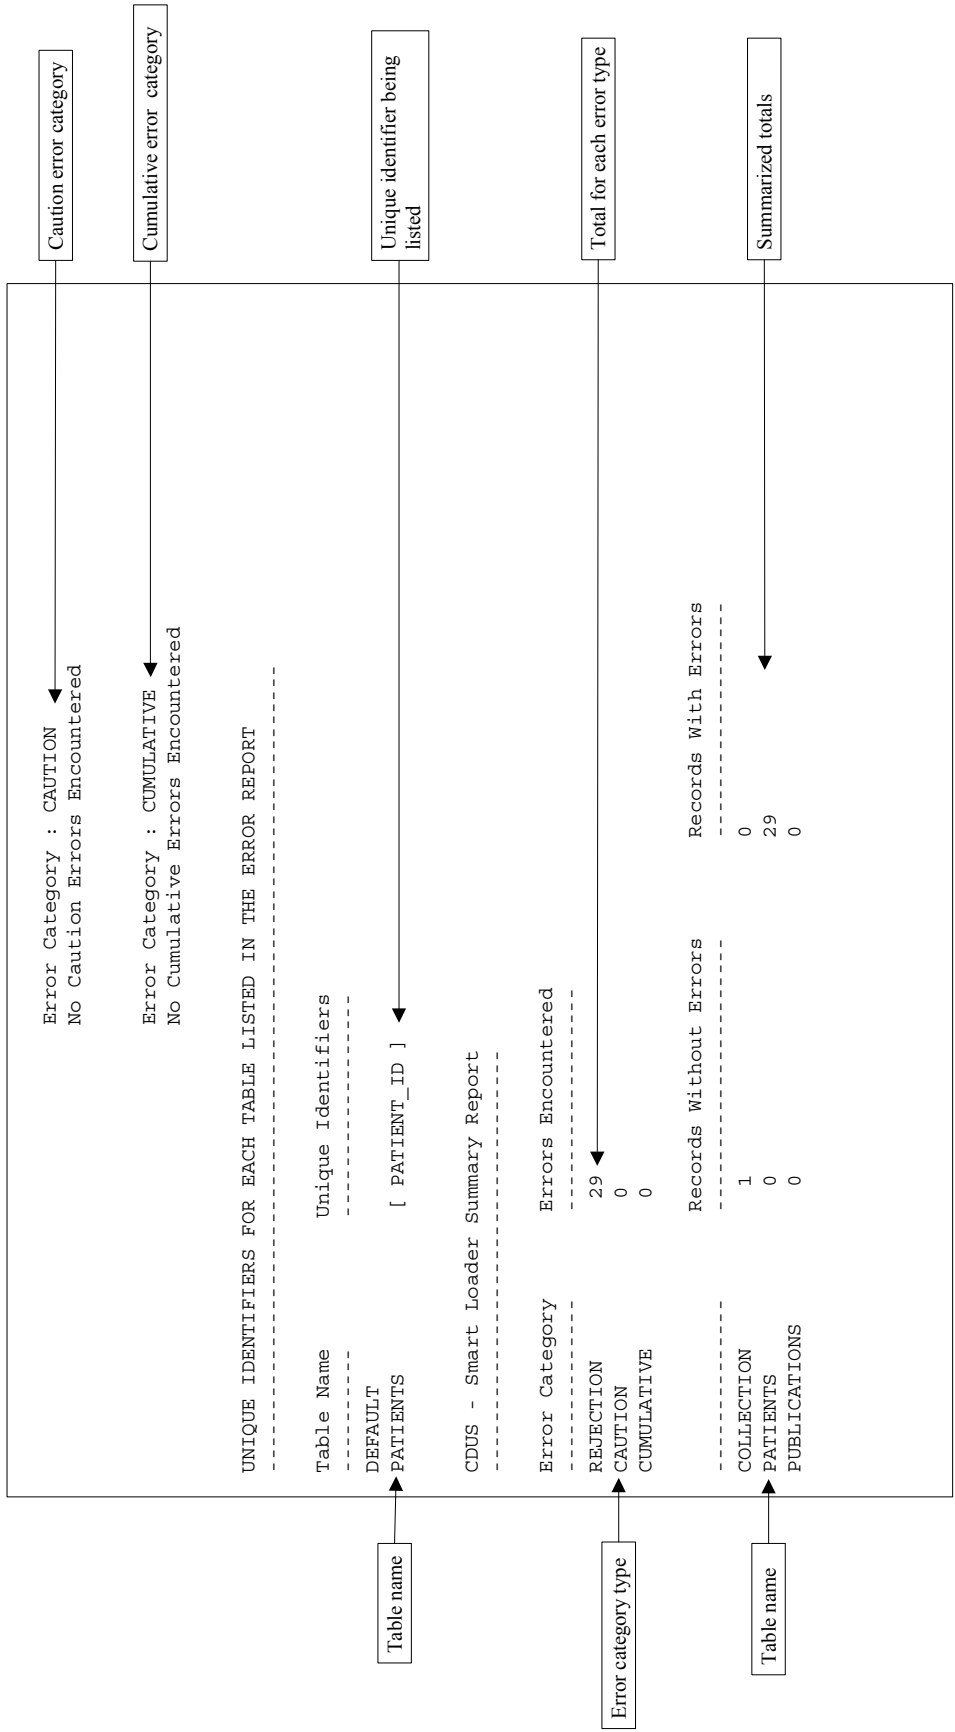 Error Category : CAUTION
No Caution Errors Encountered
Caution error category
Error Category : CUMULATIVE
No Cumulative Errors Encountered
Cumulative error category
UNIQUE IDENTIFIERS FOR EACH TABLE LISTED IN THE ERROR REPORT
Table Name Unique Identifiers
DEFAULT
PATIENTS [ PATIENT_ID ]
Table name
Unique identifier being
listed
CDUS - Smart Loader Summary Report
Error Category Errors Encountered
REJECTION 29
CAUTION 0
CUMULATIVE 0
Error category type
Total for each error type
Records Without Errors Records With Errors
COLLECTION 1 0
PATIENTS 0 29
PUBLICATIONS 0 0
Table name
Summarized totals